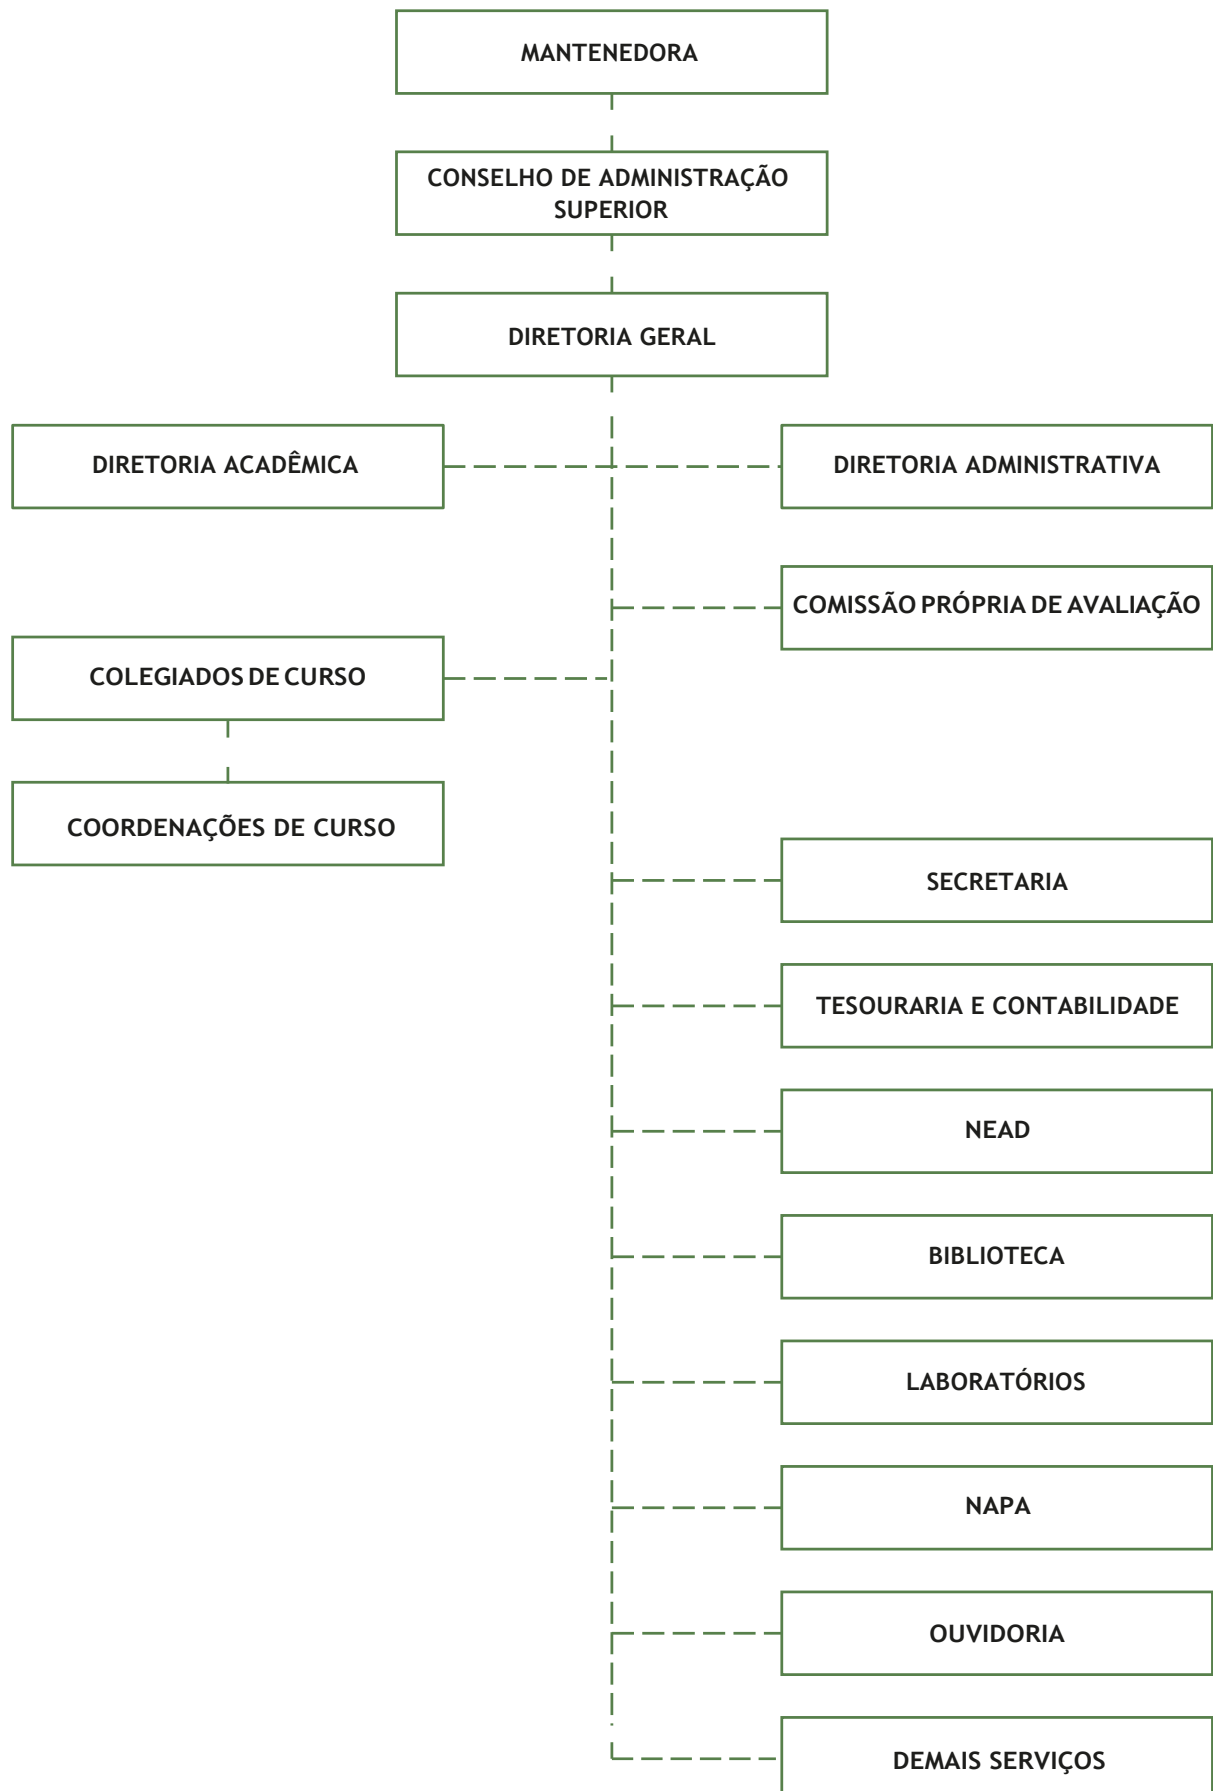 MANTENEDORA
CONSELHO DE ADMINISTRAÇÃO
SUPERIOR
DIRETORIA GERAL
DIRETORIA ACADÊMICA
DIRETORIA ADMINISTRATIVA
COMISSÃO PRÓPRIA DE AVALIAÇÃO
COLEGIADOS DE CURSO
COORDENAÇÕES DE CURSO
SECRETARIA
TESOURARIA E CONTABILIDADE
NEAD
BIBLIOTECA
LABORATÓRIOS
NAPA
OUVIDORIA
DEMAIS SERVIÇOS